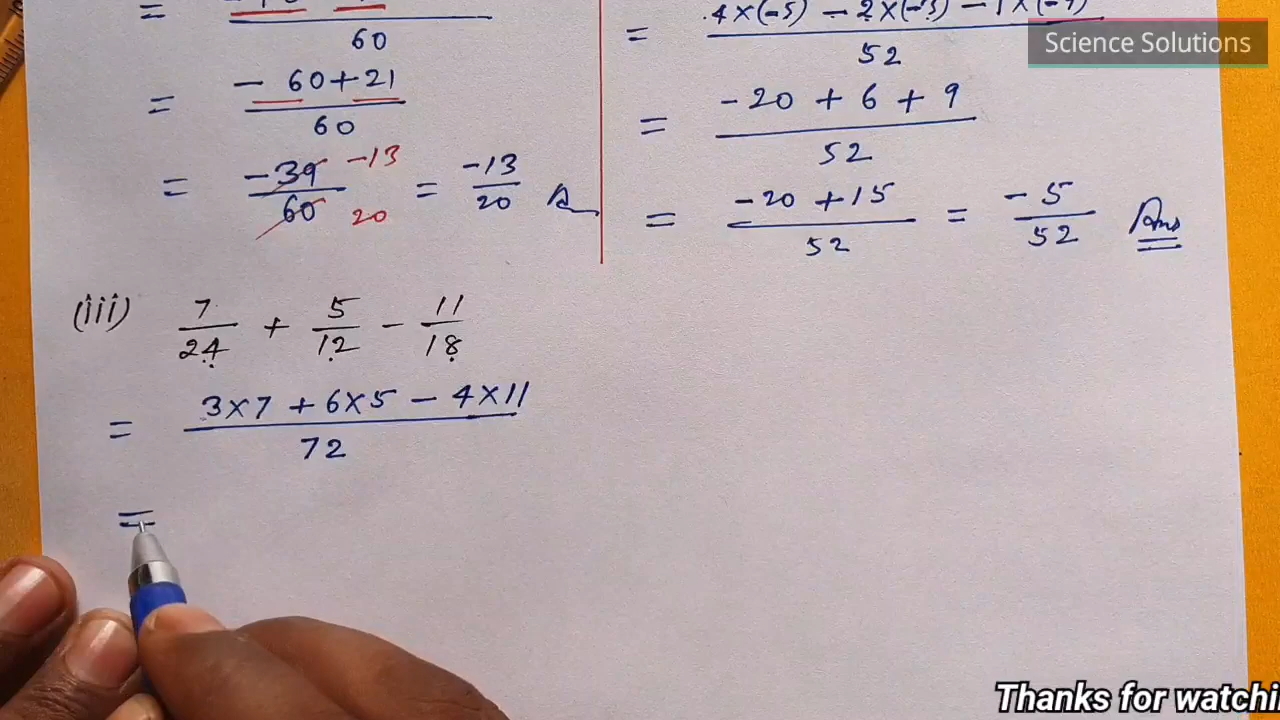 60
= - 60 + 21
60
= -39 -13 = -13
60 20 20
= 4×(-5) - 2×(-3) - 1×(-9)
52
= -20 + 6 + 9
52
= -20 + 15 = -5 Ans
52 52
(iii) 7 + 5 - 11
24 12 18
= 3×7 + 6×5 - 4×11
72
=
Science Solutions
Thanks for watchi